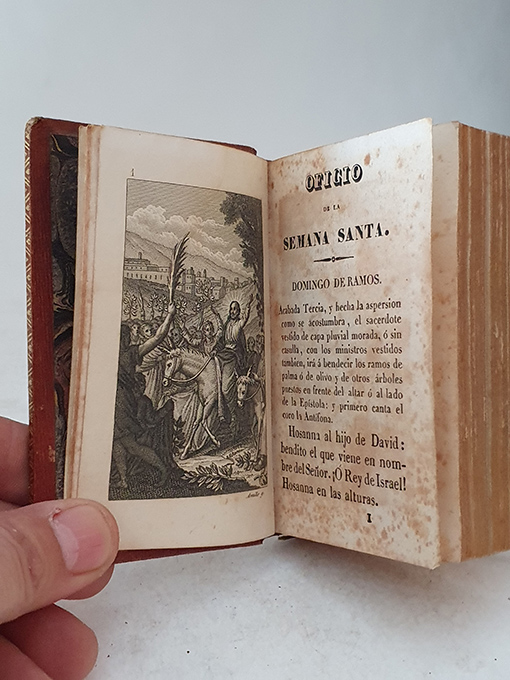 1
OFICIO
DE LA
SEMANA SANTA.
DOMINGO DE RAMOS.
Acabada Tercia, y hecha la aspersion
como se acostumbra, el sacerdote
vestido de capa pluvial morada, ó sin
casulla, con los ministros vestidos
tambien, irá á bendecir los ramos de
palma ó de olivo y de otros árboles
puestos en frente del altar ó al lado
de la Epístola: y primero canta el
coro la Antífona.
Hosanna al hijo de David:
bendito el que viene en nom-
bre del Señor. ¡Ó Rey de Israel!
Hosanna en las alturas.
I